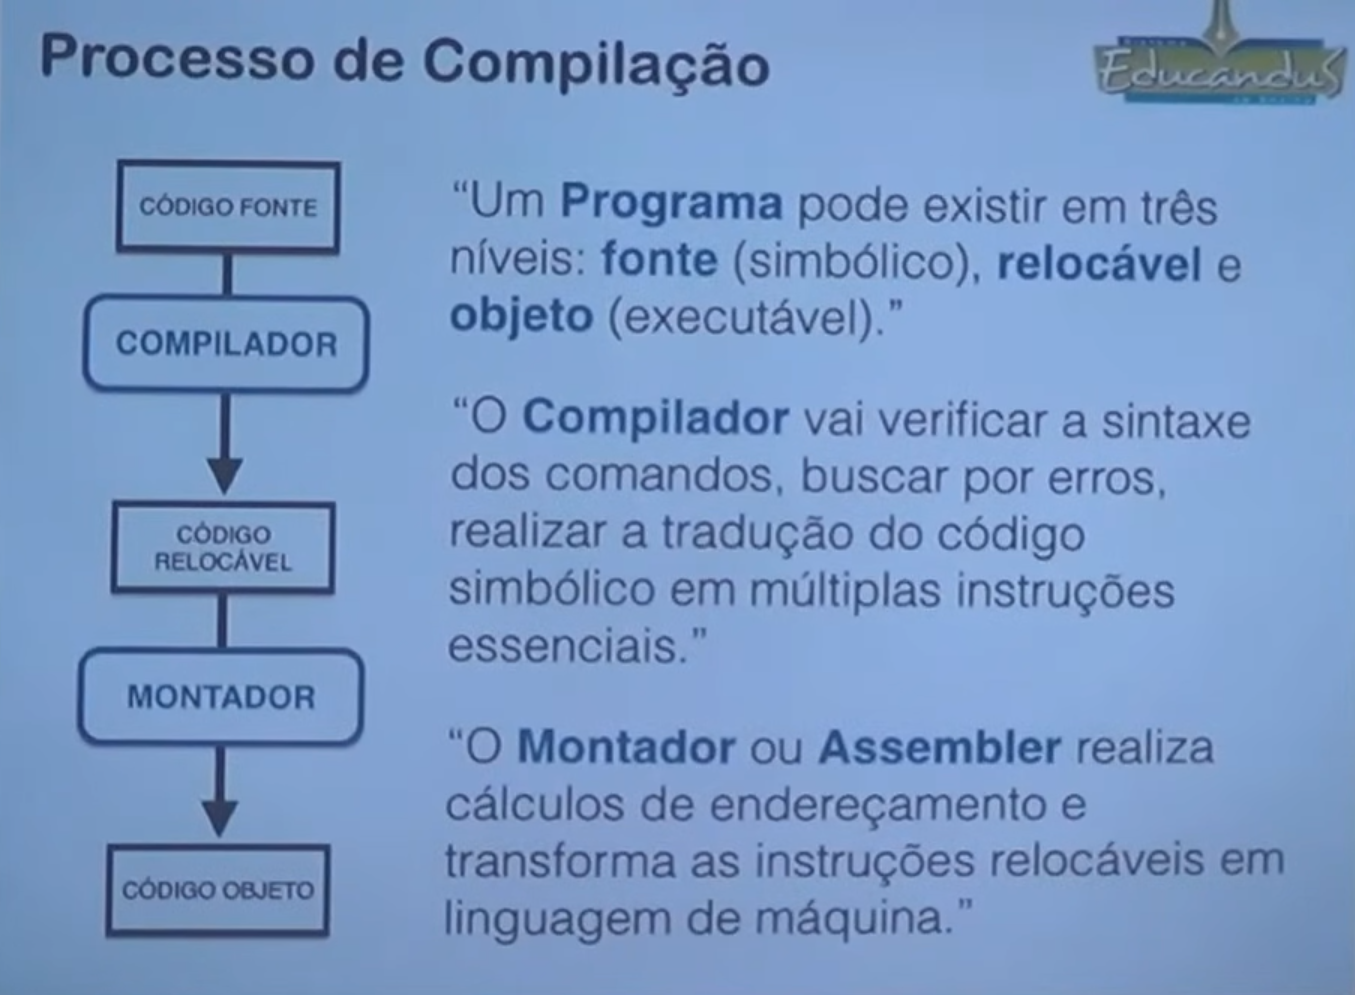 Processo de Compilação
Educandus
CÓDIGO FONTE
COMPILADOR
CÓDIGO
RELOCÁVEL
MONTADOR
CÓDIGO OBJETO
“Um Programa pode existir em três
níveis: fonte (simbólico), relocável e
objeto (executável).”
“O Compilador vai verificar a sintaxe
dos comandos, buscar por erros,
realizar a tradução do código
simbólico em múltiplas instruções
essenciais.”
“O Montador ou Assembler realiza
cálculos de endereçamento e
transforma as instruções relocáveis em
linguagem de máquina.”